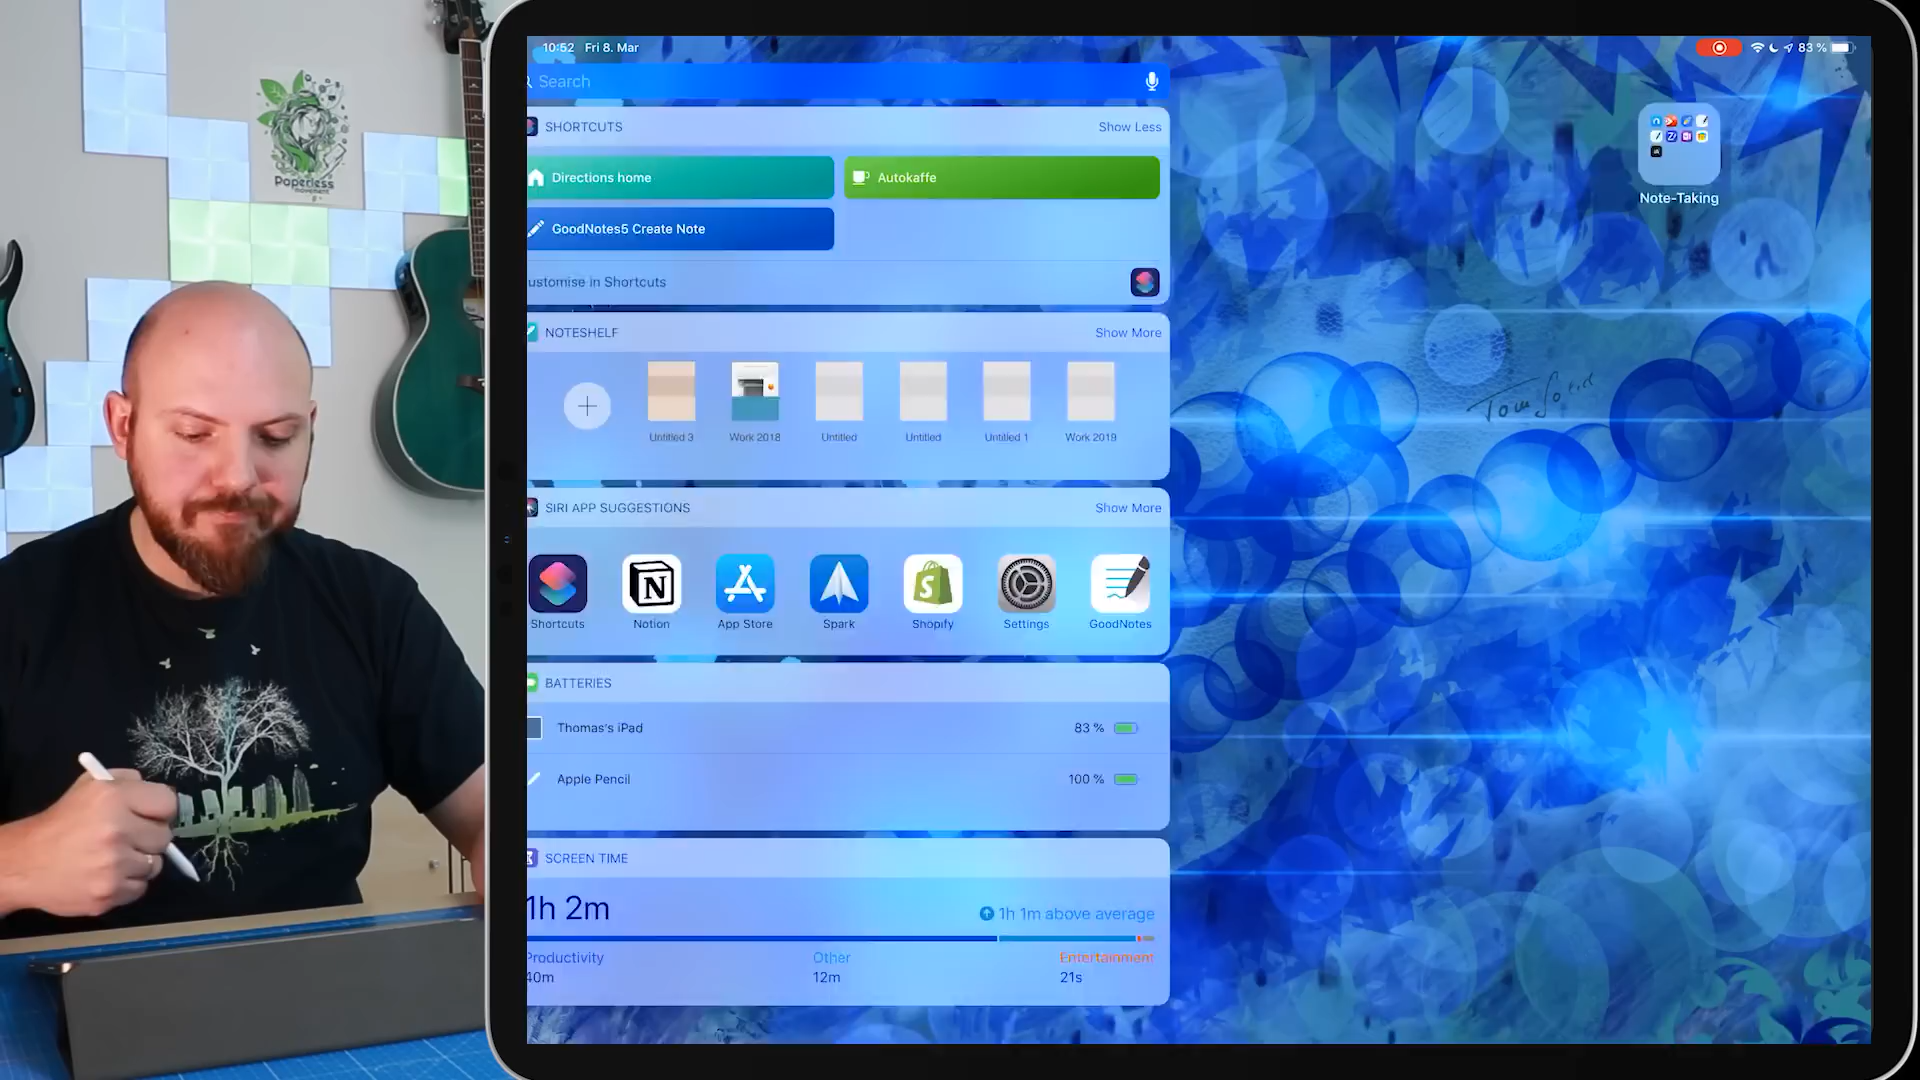 Paperless
movement
10:52 Fri 8. Mar
83 %
Search
SHORTCUTS
Show Less
Directions home
Autokaffe
GoodNotes5 Create Note
ustomise in Shortcuts
NOTESHELF
Show More
Untitled 3
Work 2018
Untitled
Untitled
Untitled 1
Work 2019
SIRI APP SUGGESTIONS
Show More
Shortcuts
Notion
App Store
Spark
Shopify
Settings
GoodNotes
BATTERIES
Thomas's iPad
83 %
Apple Pencil
100 %
SCREEN TIME
1h 2m
1h 1m above average
Productivity
Other
Entertainment
40m
12m
21s
Note-Taking